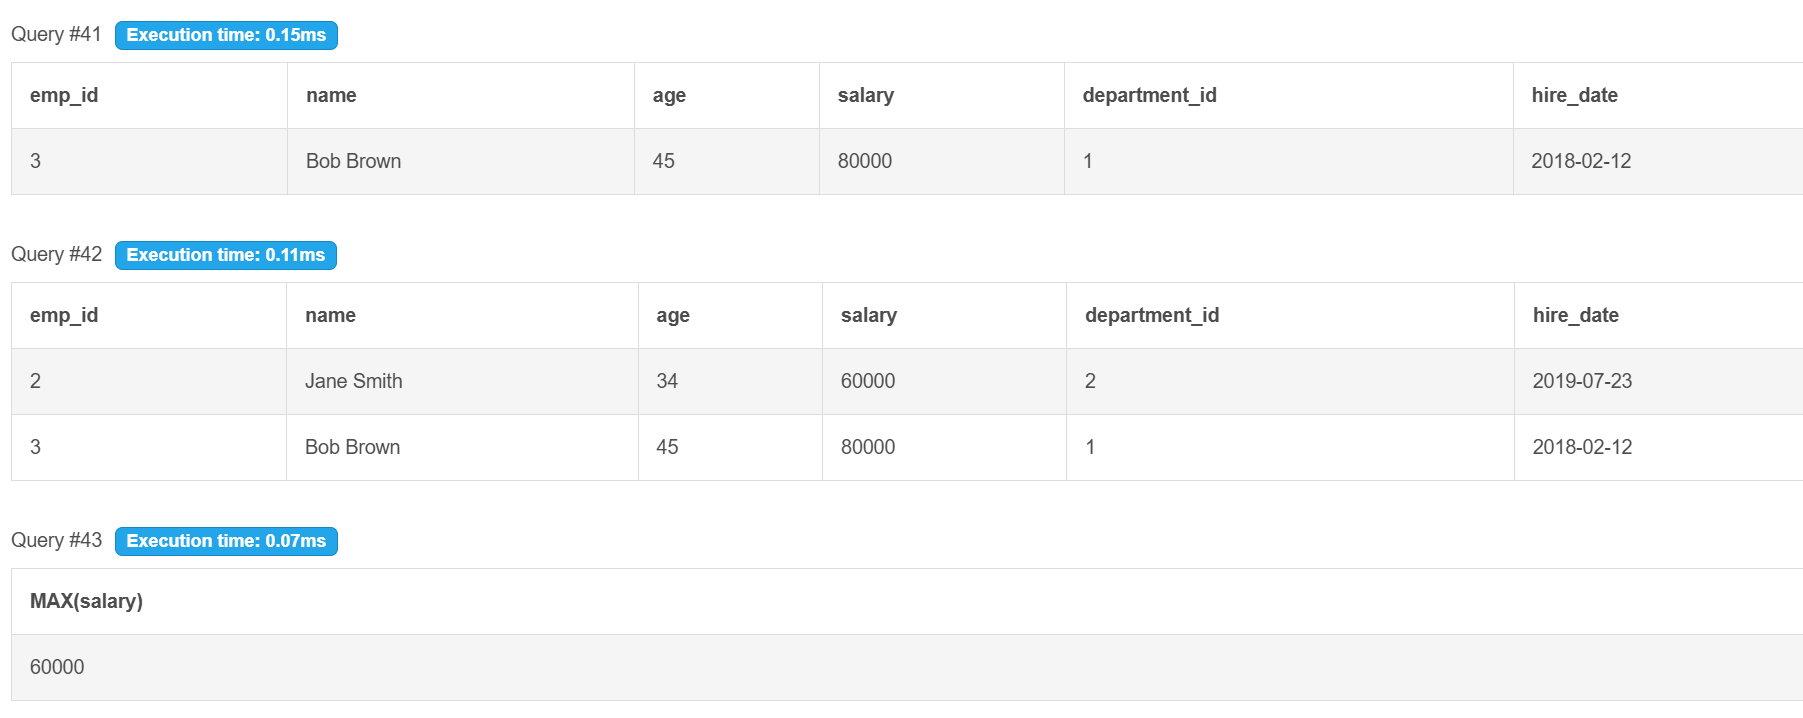 Query #41 Execution time: 0.15ms
emp_id name age salary department_id hire_date
3 Bob Brown 45 80000 1 2018-02-12
Query #42 Execution time: 0.11ms
emp_id name age salary department_id hire_date
2 Jane Smith 34 60000 2 2019-07-23
3 Bob Brown 45 80000 1 2018-02-12
Query #43 Execution time: 0.07ms
MAX(salary)
60000